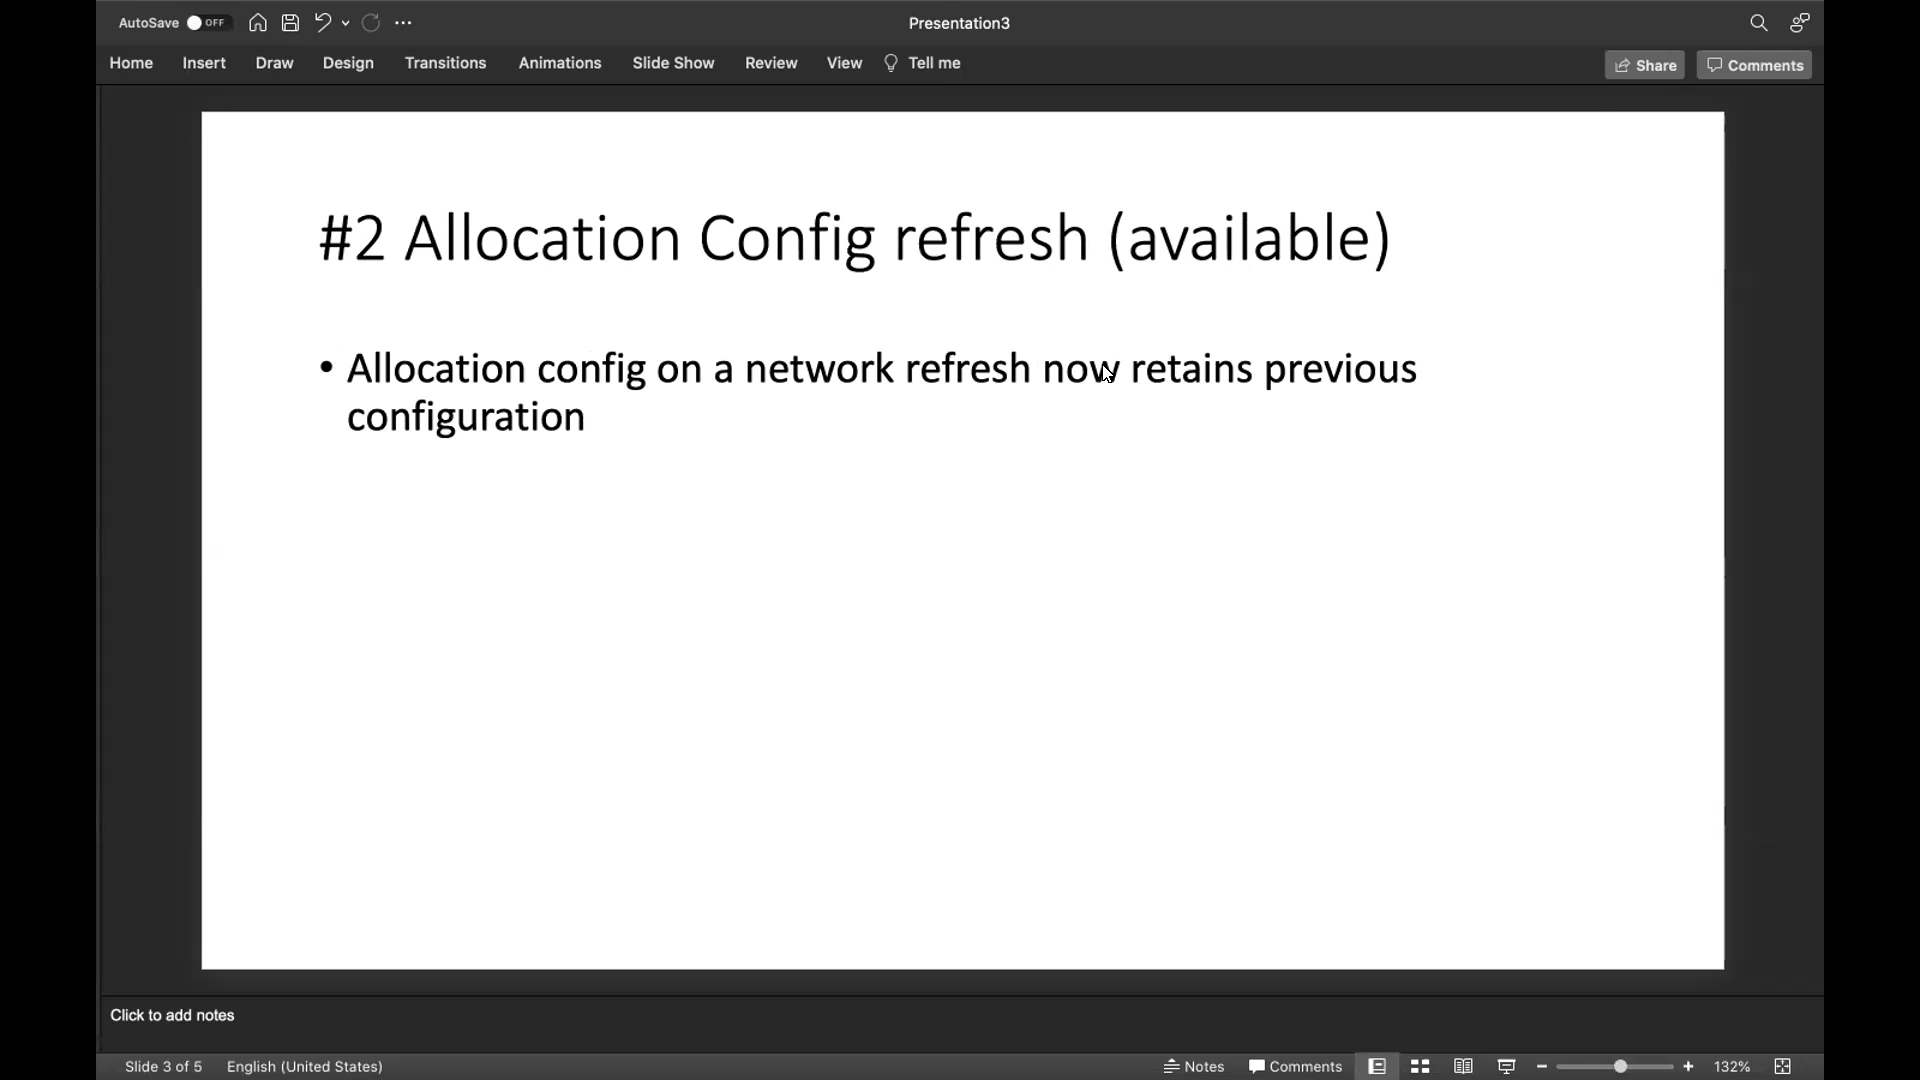 AutoSave OFF
Presentation3
Home Insert Draw Design Transitions Animations Slide Show Review View Tell me
Share Comments
#2 Allocation Config refresh (available)
• Allocation config on a network refresh now retains previous
configuration
Click to add notes
Slide 3 of 5 English (United States)
Notes Comments 132%